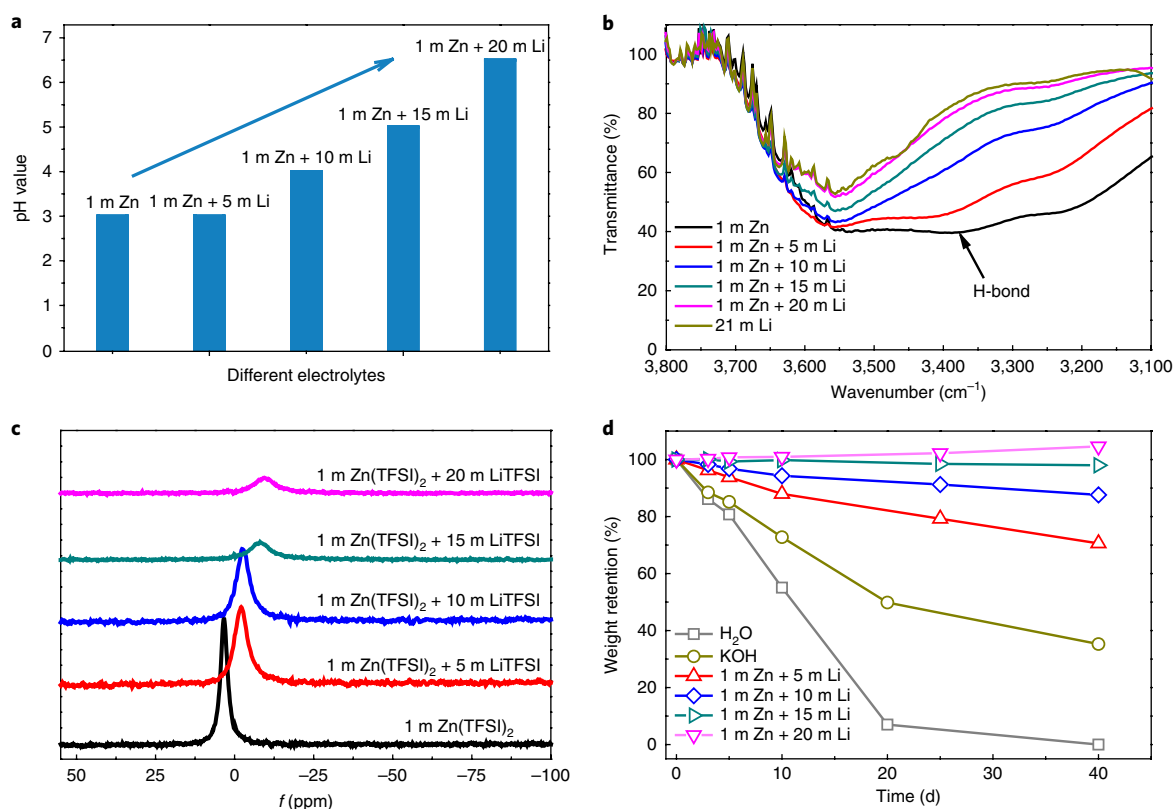 a
pH value
7
6
5
4
3
2
1
0
1 m Zn
1 m Zn + 5 m Li
1 m Zn + 10 m Li
1 m Zn + 15 m Li
1 m Zn + 20 m Li
Different electrolytes
b
Transmittance (%)
100
80
60
40
20
0
1 m Zn
1 m Zn + 5 m Li
1 m Zn + 10 m Li
1 m Zn + 15 m Li
1 m Zn + 20 m Li
21 m Li
H-bond
3,800 3,700 3,600 3,500 3,400 3,300 3,200 3,100
Wavenumber (cm⁻¹)
c
1 m Zn(TFSI)₂ + 20 m LiTFSI
1 m Zn(TFSI)₂ + 15 m LiTFSI
1 m Zn(TFSI)₂ + 10 m LiTFSI
1 m Zn(TFSI)₂ + 5 m LiTFSI
1 m Zn(TFSI)₂
50 25 0 −25 −50 −75 −100
f (ppm)
d
Weight retention (%)
100
80
60
40
20
0
H₂O
KOH
1 m Zn + 5 m Li
1 m Zn + 10 m Li
1 m Zn + 15 m Li
1 m Zn + 20 m Li
0 10 20 30 40
Time (d)